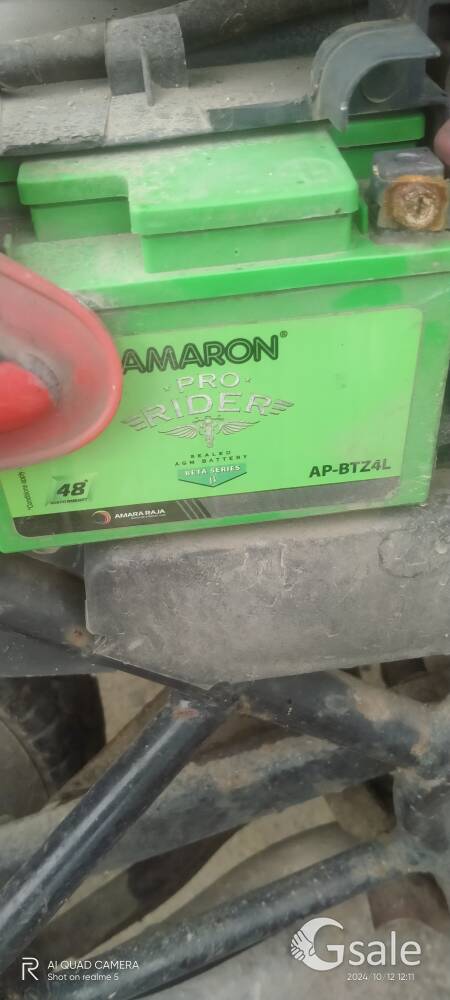 AMARON®
PRO
RIDER
SEALED
AGM BATTERY
BETA SERIES
AP-BTZ4L
48*
AMARA RAJA
AI QUAD CAMERA
Shot on realme 5
Gsale
2024/10/12 12:11